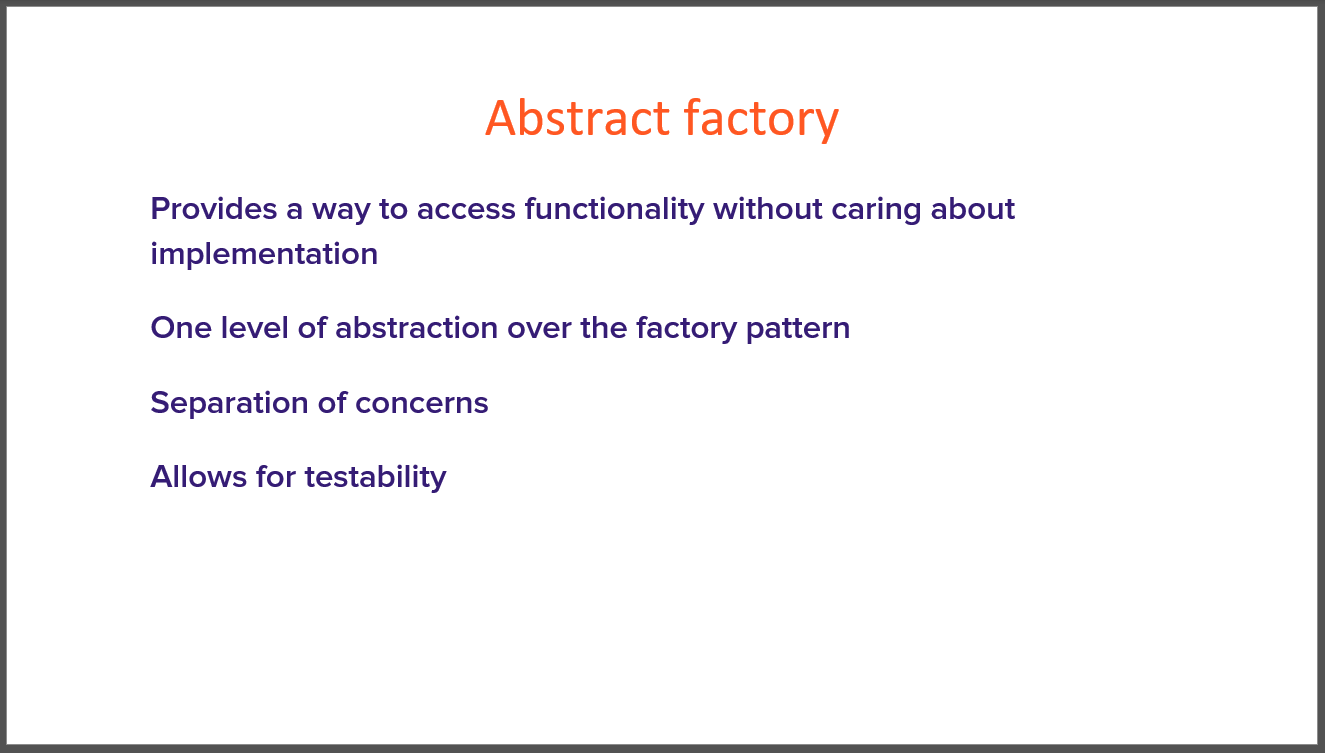 Abstract factory
Provides a way to access functionality without caring about
implementation
One level of abstraction over the factory pattern
Separation of concerns
Allows for testability